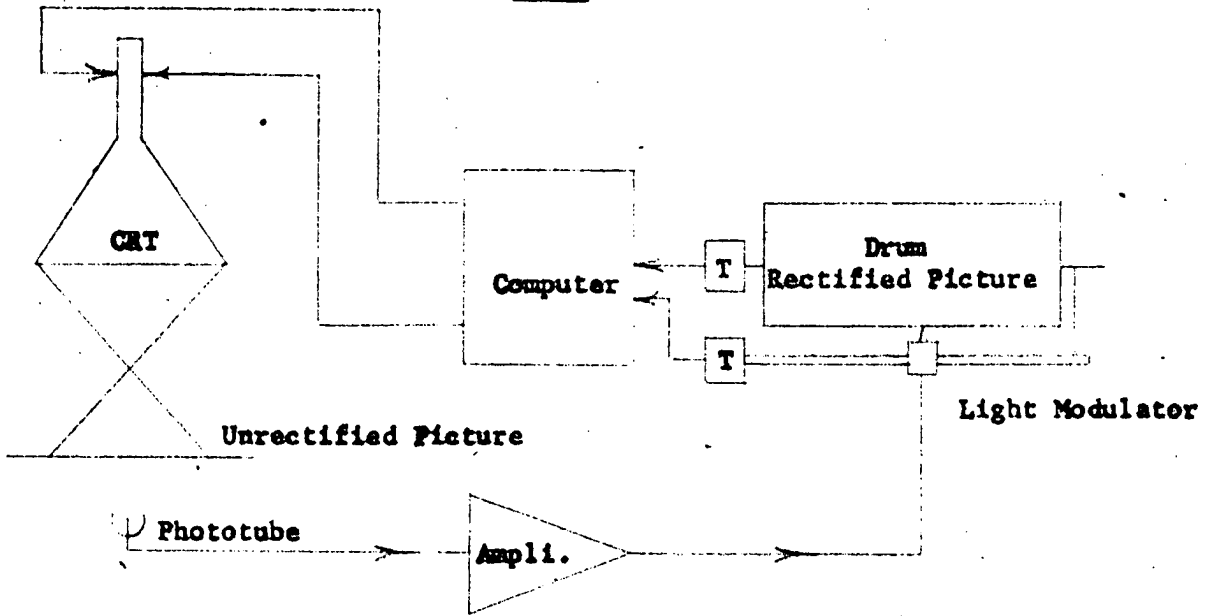 CRT
Computer
T
Drum
Rectified Picture
T
Light Modulator
Unrectified Picture
Phototube
Ampli.